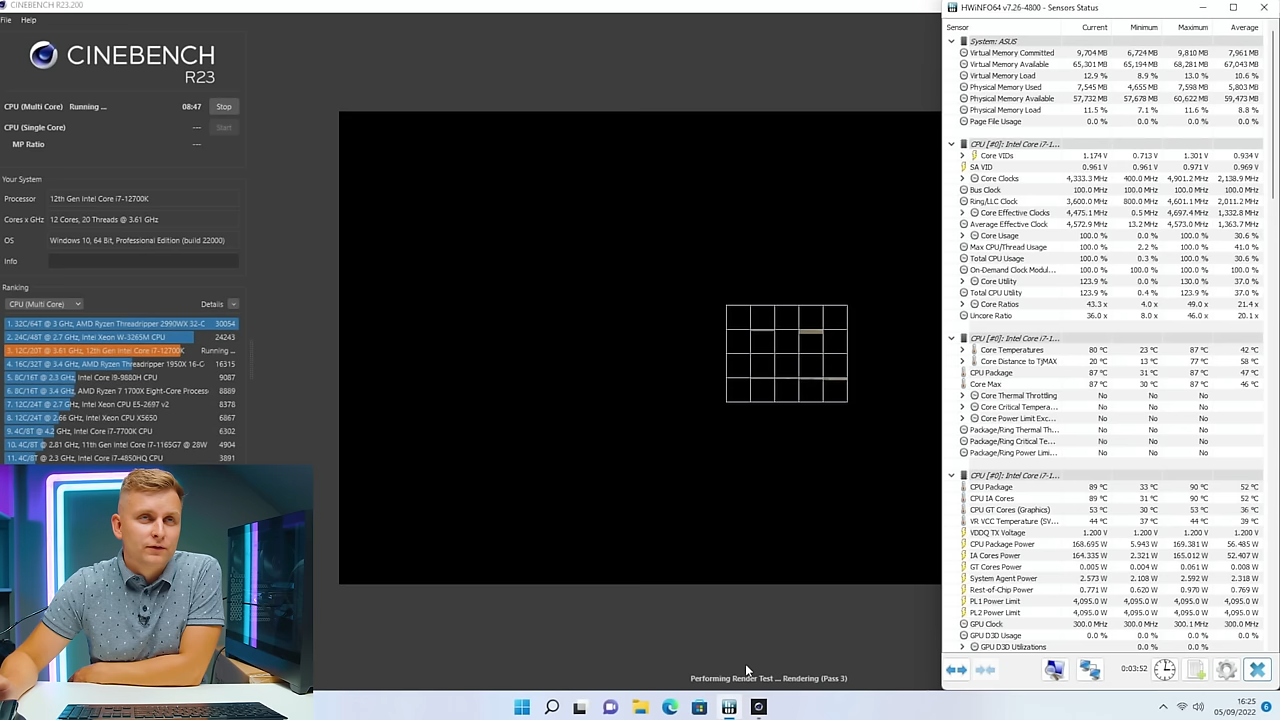 CINEBENCH R23.200
File Help
CINEBENCH
R23
CPU (Multi Core) Running ... 08:47 Stop
CPU (Single Core) --- Start
MP Ratio ---
Your System
Processor 12th Gen Intel Core i7-12700K
Cores x GHz 12 Cores, 20 Threads @ 3.61 GHz
OS Windows 10, 64 Bit, Professional Edition (build 22000)
Info
Ranking
CPU (Multi Core) Details
1. 32C/64T @ 3 GHz, AMD Ryzen Threadripper 2990WX 32-C 30054
2. 24C/48T @ 2.7 GHz, Intel Xeon W-3265M CPU 24243
3. 12C/20T @ 3.61 GHz, 12th Gen Intel Core i7-12700K Running ...
4. 16C/32T @ 3.4 GHz, AMD Ryzen Threadripper 1950X 16-C 16315
5. 8C/16T @ 2.3 GHz, Intel Core i9-9880H CPU 9087
6. 8C/16T @ 3.4 GHz, AMD Ryzen 7 1700X Eight-Core Process 8889
7. 12C/24T @ 2.7 GHz, Intel Xeon CPU E5-2697 v2 8378
8. 12C/24T @ 2.66 GHz, Intel Xeon CPU X5650 6867
9. 4C/8T @ 4.2 GHz, Intel Core i7-7700K CPU 6302
10. 4C/8T @ 2.81 GHz, 11th Gen Intel Core i7-1165G7 @ 28W 4904
11. 4C/8T @ 2.3 GHz, Intel Core i7-4850HQ CPU 3891
Performing Render Test ... Rendering (Pass 3)
HWiNFO64 v7.26-4800 - Sensors Status
Sensor Current Minimum Maximum Average
System: ASUS
Virtual Memory Committed 9,704 MB 6,724 MB 9,810 MB 7,961 MB
Virtual Memory Available 65,301 MB 65,194 MB 68,281 MB 67,043 MB
Virtual Memory Load 12.9 % 8.9 % 13.0 % 10.6 %
Physical Memory Used 7,545 MB 4,655 MB 7,598 MB 5,803 MB
Physical Memory Available 57,732 MB 57,678 MB 60,622 MB 59,473 MB
Physical Memory Load 11.5 % 7.1 % 11.6 % 8.8 %
Page File Usage 0.0 % 0.0 % 0.0 % 0.0 %
CPU [#0]: Intel Core i7-1...
Core VIDs 1.174 V 0.713 V 1.301 V 0.934 V
SA VID 0.961 V 0.961 V 0.971 V 0.969 V
Core Clocks 4,333.3 MHz 400.0 MHz 4,901.2 MHz 2,138.9 MHz
Bus Clock 100.0 MHz 100.0 MHz 100.0 MHz 100.0 MHz
Ring/LLC Clock 3,600.0 MHz 800.0 MHz 4,601.1 MHz 2,011.2 MHz
Core Effective Clocks 4,475.1 MHz 0.5 MHz 4,697.4 MHz 1,332.8 MHz
Average Effective Clock 4,572.9 MHz 13.2 MHz 4,573.0 MHz 1,363.7 MHz
Core Usage 100.0 % 0.0 % 100.0 % 30.6 %
Max CPU/Thread Usage 100.0 % 2.2 % 100.0 % 41.0 %
Total CPU Usage 100.0 % 0.3 % 100.0 % 30.6 %
On-Demand Clock Modul... 100.0 % 100.0 % 100.0 % 100.0 %
Core Utility 123.9 % 0.0 % 130.0 % 37.0 %
Total CPU Utility 123.9 % 0.4 % 123.9 % 37.0 %
Core Ratios 43.3 x 4.0 x 49.0 x 21.4 x
Uncore Ratio 36.0 x 8.0 x 46.0 x 20.1 x
CPU [#0]: Intel Core i7-1...
Core Temperatures 80 °C 23 °C 87 °C 42 °C
Core Distance to TjMAX 20 °C 13 °C 77 °C 58 °C
CPU Package 87 °C 31 °C 87 °C 47 °C
Core Max 87 °C 30 °C 87 °C 46 °C
Core Thermal Throttling No No No
Core Critical Tempera... No No No
Core Power Limit Exc... No No No
Package/Ring Thermal Th... No No No
Package/Ring Critical Te... No No No
Package/Ring Power Limi... No No No
CPU [#0]: Intel Core i7-1...
CPU Package 89 °C 33 °C 90 °C 52 °C
CPU IA Cores 89 °C 31 °C 90 °C 52 °C
CPU GT Cores (Graphics) 53 °C 30 °C 53 °C 36 °C
VR VCC Temperature (SV... 44 °C 37 °C 44 °C 39 °C
VDDQ TX Voltage 1.200 V 1.200 V 1.200 V 1.200 V
CPU Package Power 168.695 W 5.943 W 169.381 W 56.485 W
IA Cores Power 164.335 W 2.321 W 165.012 W 52.407 W
GT Cores Power 0.005 W 0.004 W 0.061 W 0.008 W
System Agent Power 2.573 W 2.108 W 2.592 W 2.318 W
Rest-of-Chip Power 0.771 W 0.620 W 0.970 W 0.769 W
PL1 Power Limit 4,095.0 W 4,095.0 W 4,095.0 W 4,095.0 W
PL2 Power Limit 4,095.0 W 4,095.0 W 4,095.0 W 4,095.0 W
GPU Clock 300.0 MHz 300.0 MHz 300.1 MHz 300.0 MHz
GPU D3D Usage 0.0 % 0.0 % 0.0 % 0.0 %
GPU D3D Utilizations 0.0 % 0.0 % 0.0 %
0:03:52
16:25
03/09/2022
6